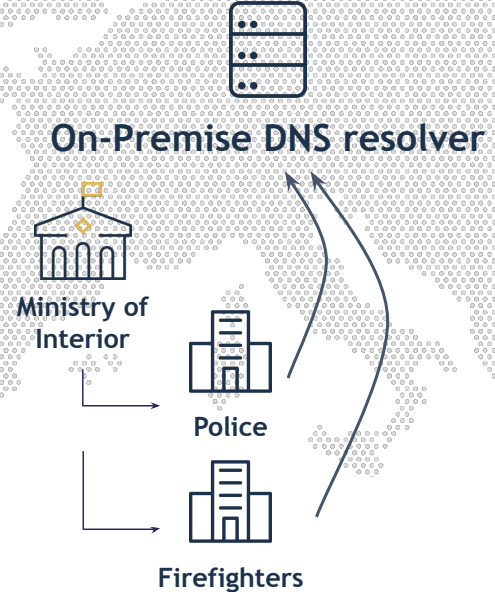 On-Premise DNS resolver
Ministry of
Interior
Police
Firefighters